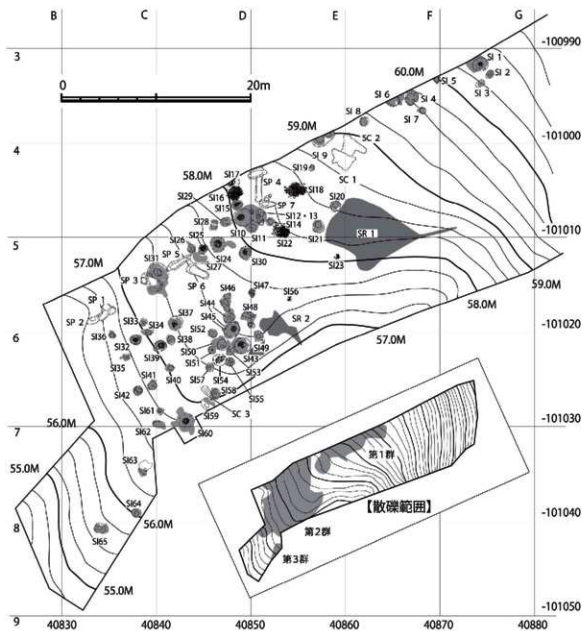 B C D E F G
3
-100990
SI 1
SI 2
SI 3
SI 5
60.0M
SI 6
SI 4
SI 7
SI 8
0 20m
-101000
59.0M
SI 9
SC 2
4
SC 1
SI17
58.0M
SP 4
SI19
SI16
SI18
SI29
SI15
SP 7
SI20
SI28
SI12・13
SI14
SI26
SI25
SI10
SI11
SI22
SI21
SR 1
-101010
5
SP 5
SI24
SI30
SI23
57.0M
SI31
SI27
SP 3
SP 6
SI47
SI56
59.0M
SI46
58.0M
SP 1
SI44
SP 2
SI33
SI37
SI45
SI48
SR 2
57.0M
-101020
SI34
SI52
SI36
SI32
SI38
6
SI39
SI50
SI49
SI35
SI51
SI43
SI41
SI40
SI57
SI54
SI53
SI42
SI58
SI55
SI61
SC 3
SI59
56.0M
SI62
SI60
-101030
7
第1群
55.0M
SI63
【散礫範囲】
SI64
第2群
-101040
8
56.0M
SI65
第3群
55.0M
-101050
9
40830 40840 40850 40860 40870 40880